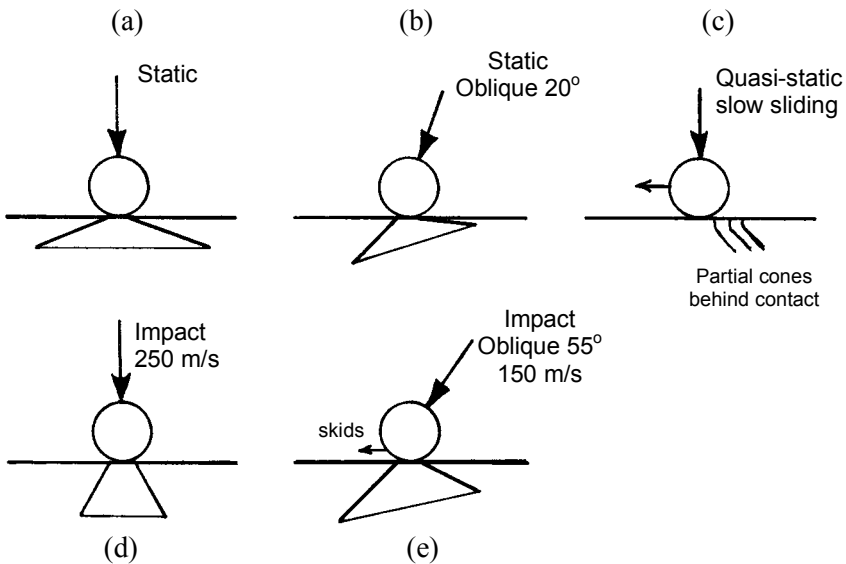 (a)
Static
(b)
Static
Oblique 20°
(c)
Quasi-static
slow sliding
Partial cones
behind contact
Impact
250 m/s
(d)
Impact
Oblique 55°
150 m/s
skids
(e)